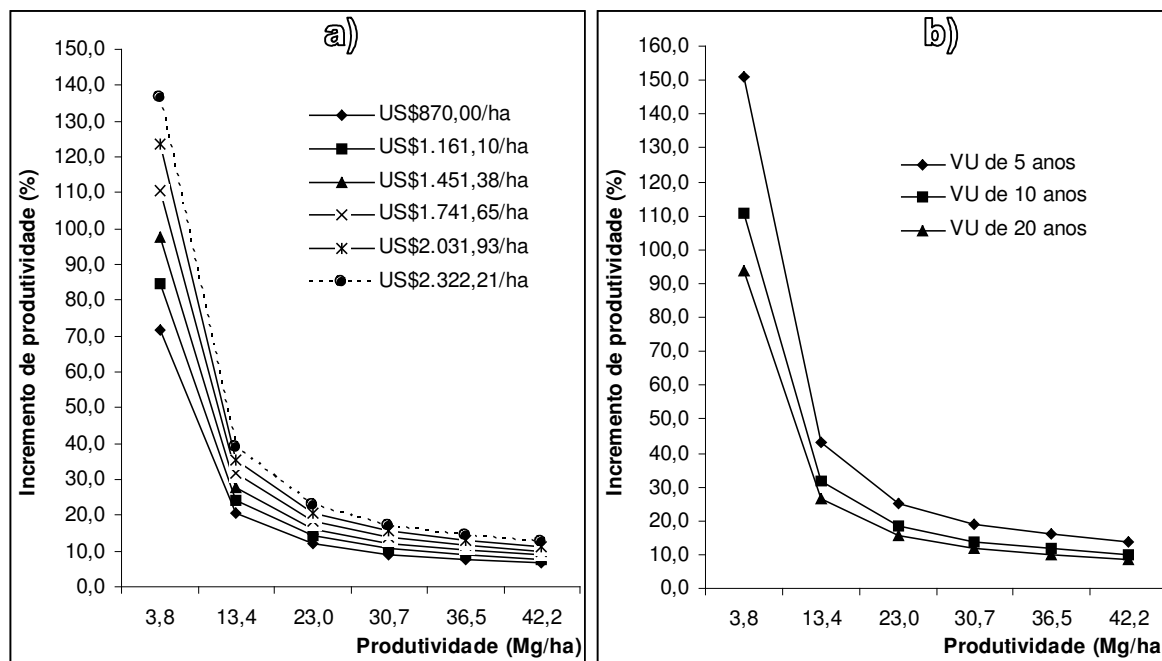 a)
Incremento de produtividade (%)
150,0
140,0
130,0
120,0
110,0
100,0
90,0
80,0
70,0
60,0
50,0
40,0
30,0
20,0
10,0
0,0
US$870,00/ha
US$1.161,10/ha
US$1.451,38/ha
US$1.741,65/ha
US$2.031,93/ha
US$2.322,21/ha
3,8 13,4 23,0 30,7 36,5 42,2
Produtividade (Mg/ha)
b)
Incremento de produtividade (%)
160,0
150,0
140,0
130,0
120,0
110,0
100,0
90,0
80,0
70,0
60,0
50,0
40,0
30,0
20,0
10,0
0,0
VU de 5 anos
VU de 10 anos
VU de 20 anos
3,8 13,4 23,0 30,7 36,5 42,2
Produtividade (Mg/ha